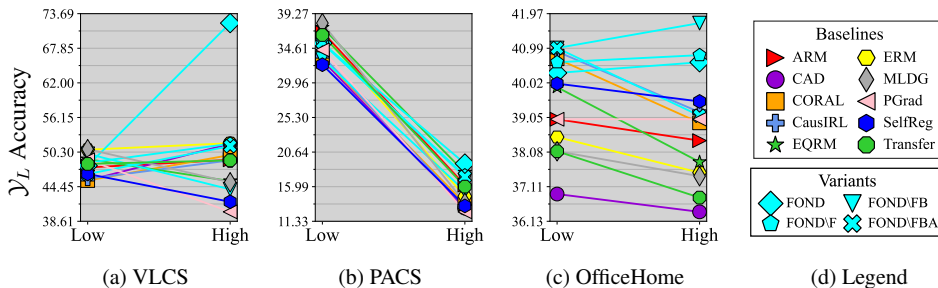 𝒴_L Accuracy
73.69
67.85
62.00
56.15
50.30
44.45
38.61
Low High
(a) VLCS
39.27
34.61
29.96
25.30
20.64
15.99
11.33
Low High
(b) PACS
41.97
40.99
40.02
39.05
38.08
37.11
36.13
Low High
(c) OfficeHome
Baselines
ARM ERM
CAD MLDG
CORAL PGrad
CausIRL SelfReg
EQRM Transfer
Variants
FOND FOND\FB
FOND\F FOND\FBA
(d) Legend